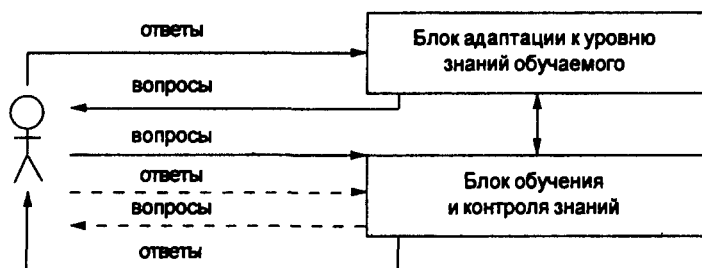 ответы
Блок адаптации к уровню
знаний обучаемого
вопросы
вопросы
ответы
вопросы
Блок обучения
и контроля знаний
ответы